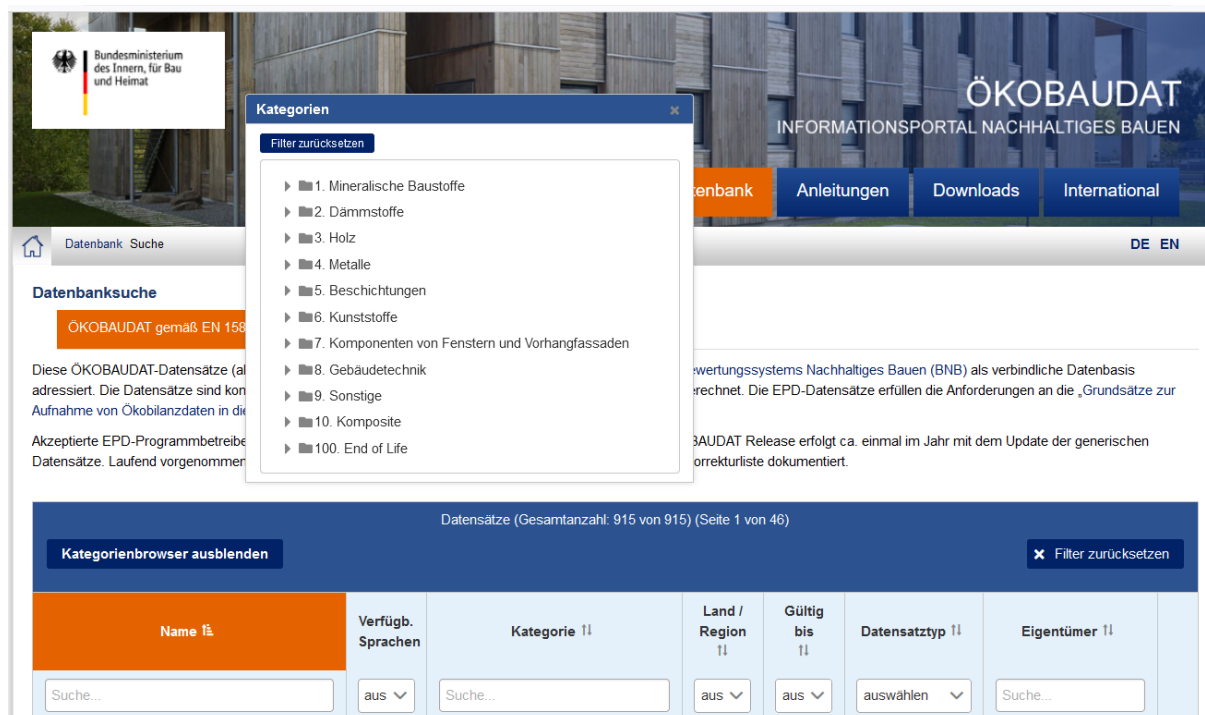 Bundesministerium
des Innern, für Bau
und Heimat
ÖKOBAUDAT
INFORMATIONSPORTAL NACHHALTIGES BAUEN
Kategorien
Filter zurücksetzen
1. Mineralische Baustoffe
2. Dämmstoffe
3. Holz
4. Metalle
5. Beschichtungen
6. Kunststoffe
7. Komponenten von Fenstern und Vorhangfassaden
8. Gebäudetechnik
9. Sonstige
10. Komposite
100. End of Life
tenbank Anleitungen Downloads International
Datenbank Suche DE EN
Datenbanksuche
ÖKOBAUDAT gemäß EN 158
Diese ÖKOBAUDAT-Datensätze (al ewertungssystems Nachhaltiges Bauen (BNB) als verbindliche Datenbasis
adressiert. Die Datensätze sind kon erechnet. Die EPD-Datensätze erfüllen die Anforderungen an die „Grundsätze zur
Aufnahme von Ökobilanzdaten in die
Akzeptierte EPD-Programmbetreibe BAUDAT Release erfolgt ca. einmal im Jahr mit dem Update der generischen
Datensätze. Laufend vorgenommen orrekturliste dokumentiert.
Datensätze (Gesamtanzahl: 915 von 915) (Seite 1 von 46)
Kategorienbrowser ausblenden Filter zurücksetzen
Name Verfügb. Sprachen Kategorie Land / Region Gültig bis Datensatztyp Eigentümer
Suche... aus Suche... aus aus auswählen Suche...